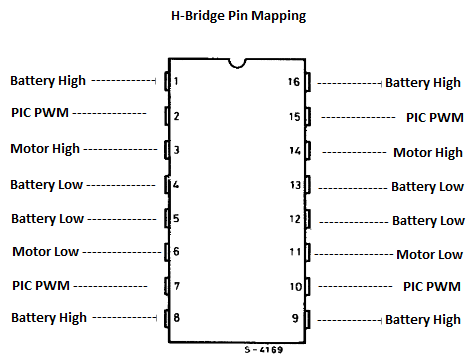 H-Bridge Pin Mapping
Battery High 1 16 Battery High
PIC PWM 2 15 PIC PWM
Motor High 3 14 Motor High
Battery Low 4 13 Battery Low
Battery Low 5 12 Battery Low
Motor Low 6 11 Motor Low
PIC PWM 7 10 PIC PWM
Battery High 8 9 Battery High
S-4169